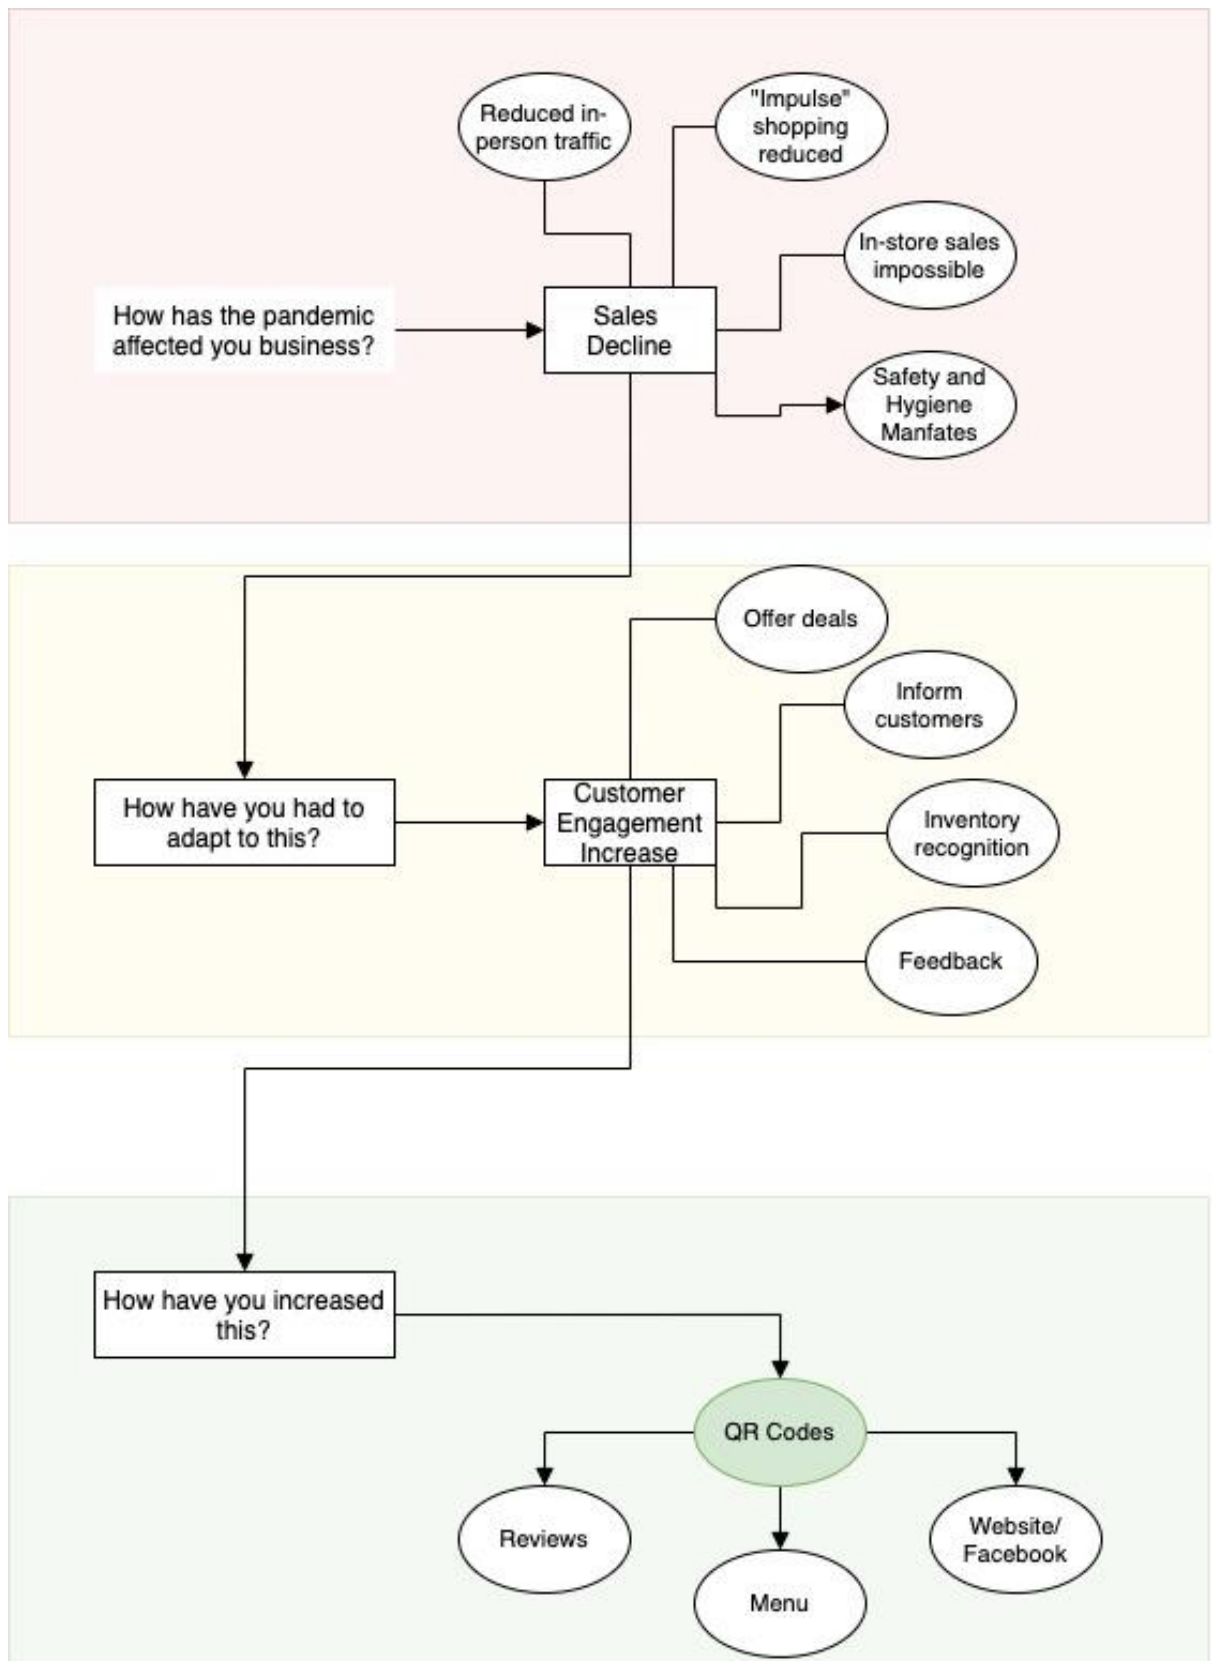 Reduced in-
person traffic
"Impulse"
shopping
reduced
In-store sales
impossible
How has the pandemic
affected you business?
Sales
Decline
Safety and
Hygiene
Manfates
Offer deals
Inform
customers
How have you had to
adapt to this?
Customer
Engagement
Increase
Inventory
recognition
Feedback
How have you increased
this?
QR Codes
Reviews
Menu
Website/
Facebook